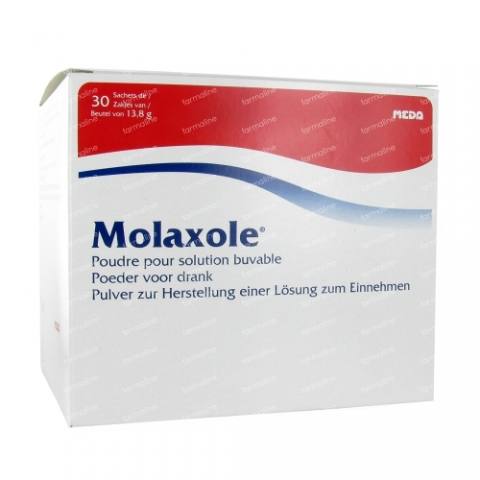 30 Sachets de /
Zakjes van /
Beutel von 13,8 g
MEDA
Molaxole®
Poudre pour solution buvable
Poeder voor drank
Pulver zur Herstellung einer Lösung zum Einnehmen
farmaline